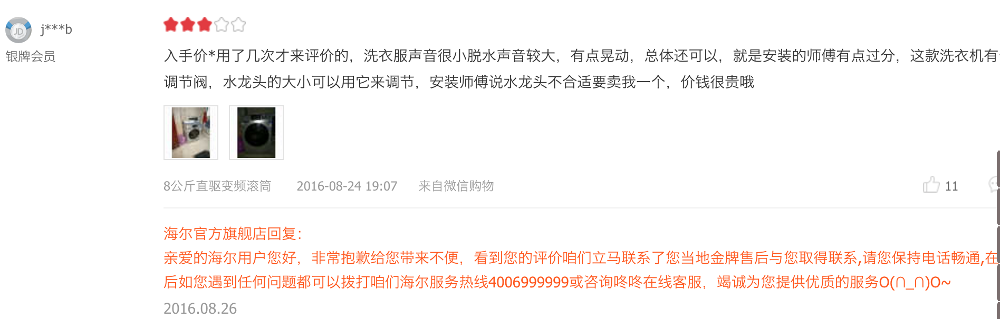 JD
j***b
银牌会员
入手价*用了几次才来评价的，洗衣服声音很小脱水声音较大，有点晃动，总体还可以，就是安装的师傅有点过分，这款洗衣机有
调节阀，水龙头的大小可以用它来调节，安装师傅说水龙头不合适要卖我一个，价钱很贵哦
8公斤直驱变频滚筒 2016-08-24 19:07 来自微信购物
11
海尔官方旗舰店回复：
亲爱的海尔用户您好，非常抱歉给您带来不便，看到您的评价咱们立马联系了您当地金牌售后与您取得联系,请您保持电话畅通,在
后如您遇到任何问题都可以拨打咱们海尔服务热线4006999999或咨询咚咚在线客服，竭诚为您提供优质的服务O(∩_∩)O~
2016.08.26